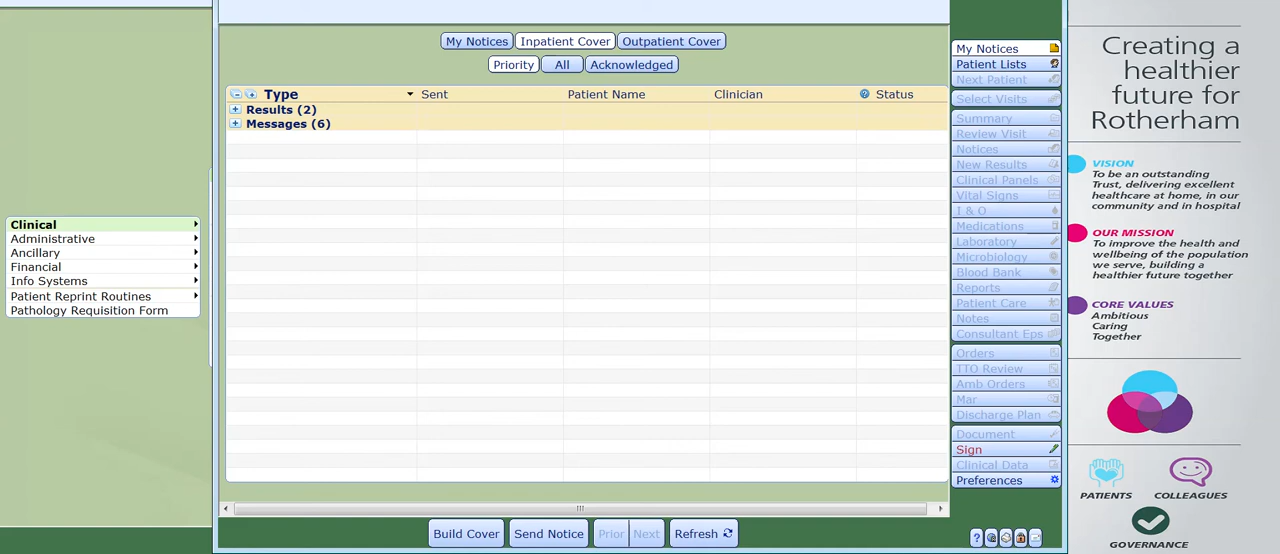 My Notices Inpatient Cover Outpatient Cover
Priority All Acknowledged
Type Sent Patient Name Clinician Status
Results (2)
Messages (6)
Clinical
Administrative
Ancillary
Financial
Info Systems
Patient Reprint Routines
Pathology Requisition Form
Build Cover Send Notice Prior Next Refresh
My Notices
Patient Lists
Next Patient
Select Visits
Summary
Review Visit
Notices
New Results
Clinical Panels
Vital Signs
I & O
Medications
Laboratory
Microbiology
Blood Bank
Reports
Patient Care
Notes
Consultant Eps
Orders
TTO Review
Amb Orders
Mar
Discharge Plan
Document
Sign
Clinical Data
Preferences
Creating a
healthier
future for
Rotherham
VISION
To be an outstanding
Trust, delivering excellent
healthcare at home, in our
community and in hospital
OUR MISSION
To improve the health and
wellbeing of the population
we serve, building a
healthier future together
CORE VALUES
Ambitious
Caring
Together
PATIENTS COLLEAGUES
GOVERNANCE